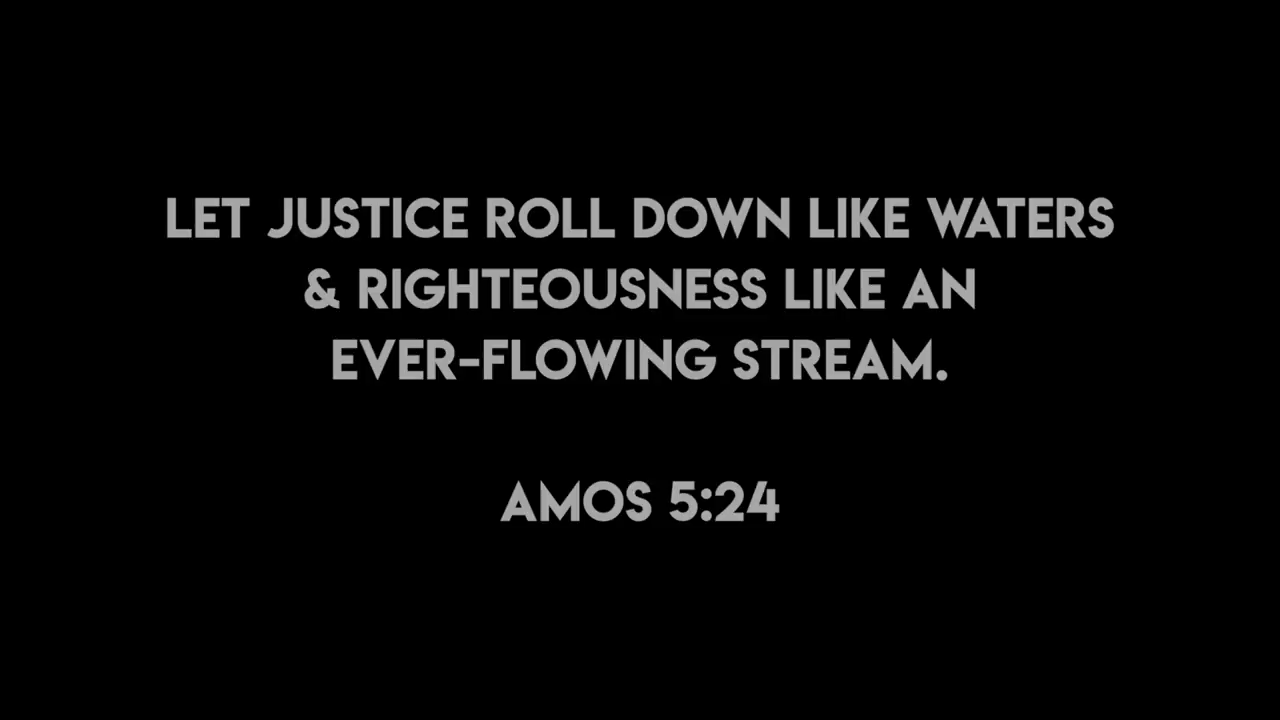 LET JUSTICE ROLL DOWN LIKE WATERS
& RIGHTEOUSNESS LIKE AN
EVER-FLOWING STREAM.
AMOS 5:24